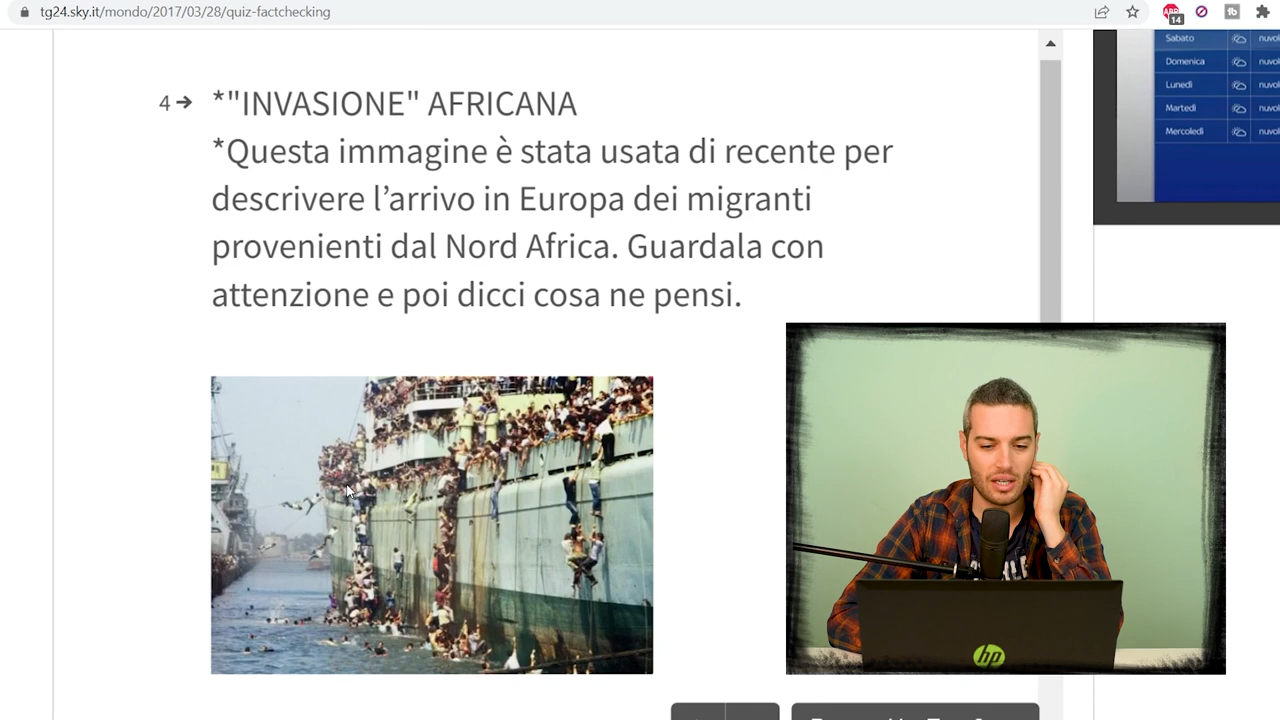 tg24.sky.it/mondo/2017/03/28/quiz-factchecking
14
Sabato
Domenica
Lunedì
Martedì
Mercoledì
4→ *"INVASIONE" AFRICANA
*Questa immagine è stata usata di recente per
descrivere l’arrivo in Europa dei migranti
provenienti dal Nord Africa. Guardala con
attenzione e poi dicci cosa ne pensi.
hp